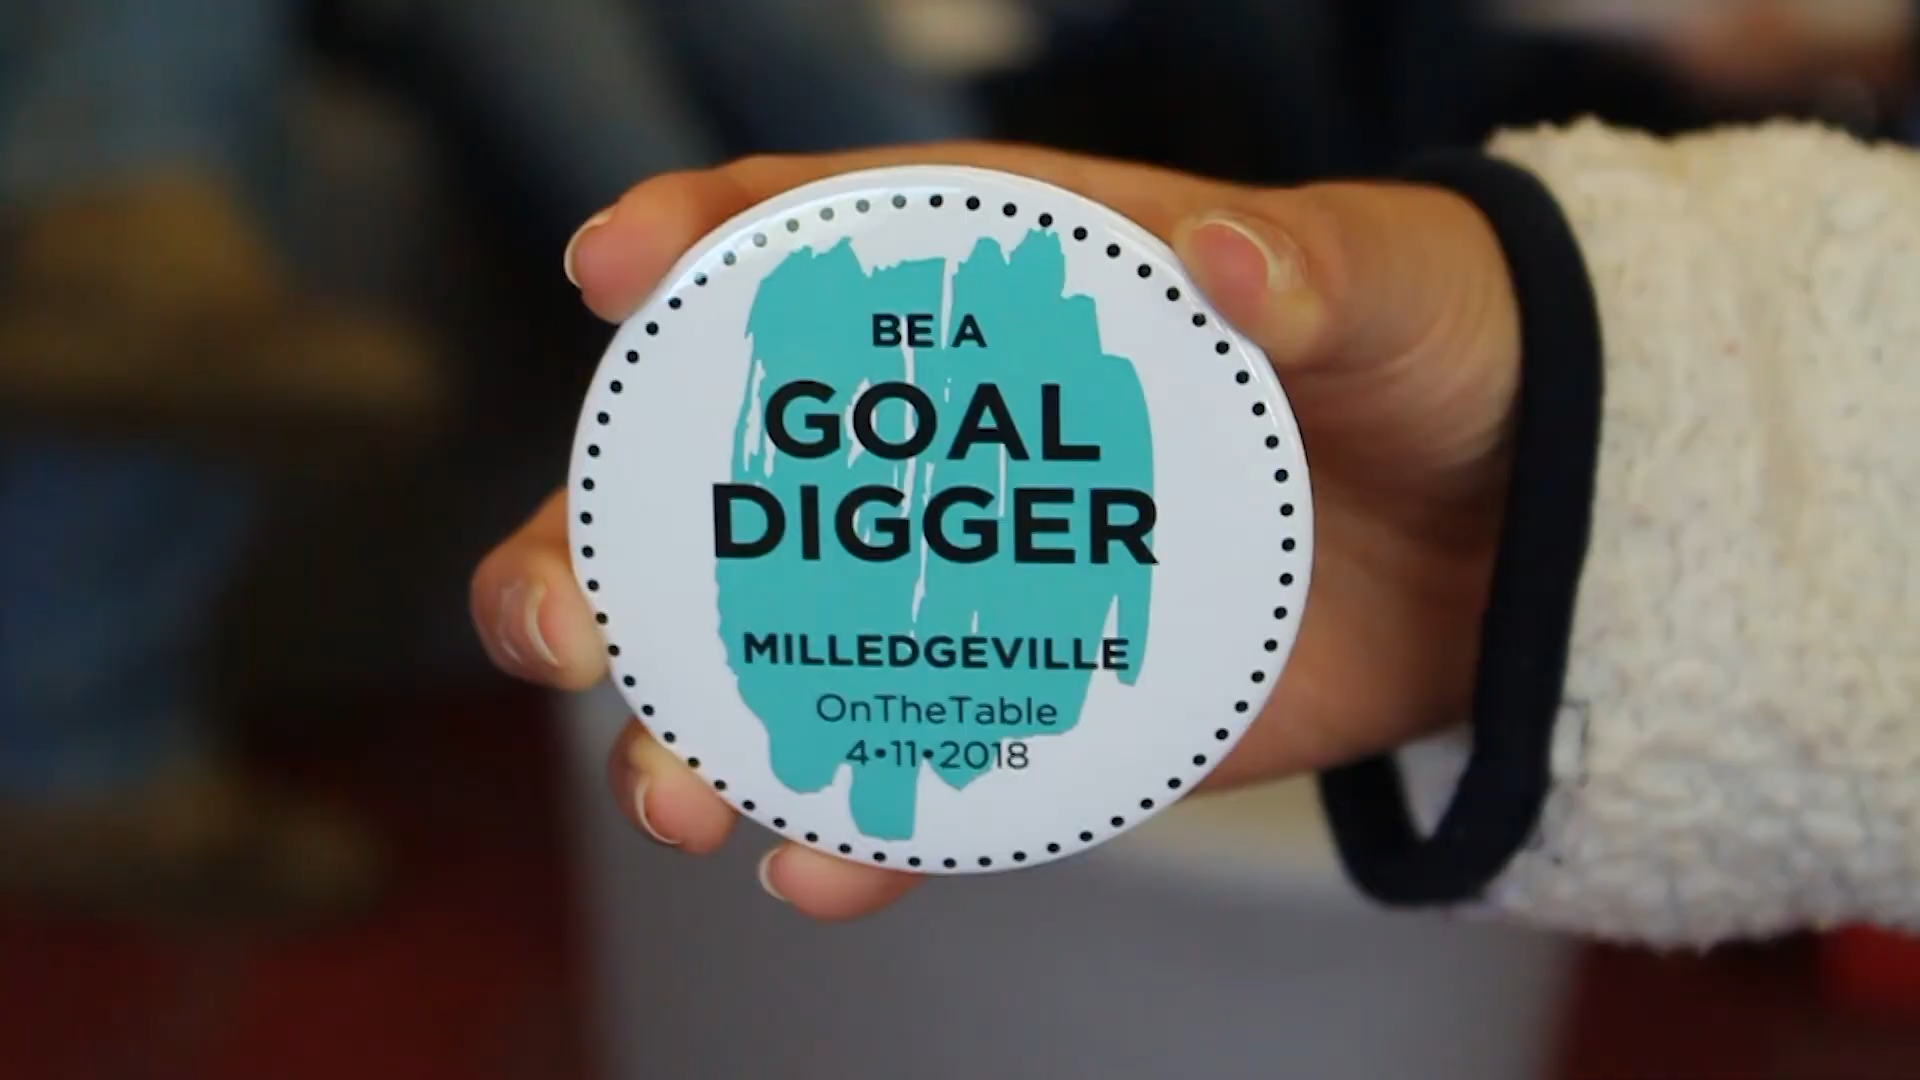 BE A
GOAL
DIGGER
MILLEDGEVILLE
OnTheTable
4•11•2018